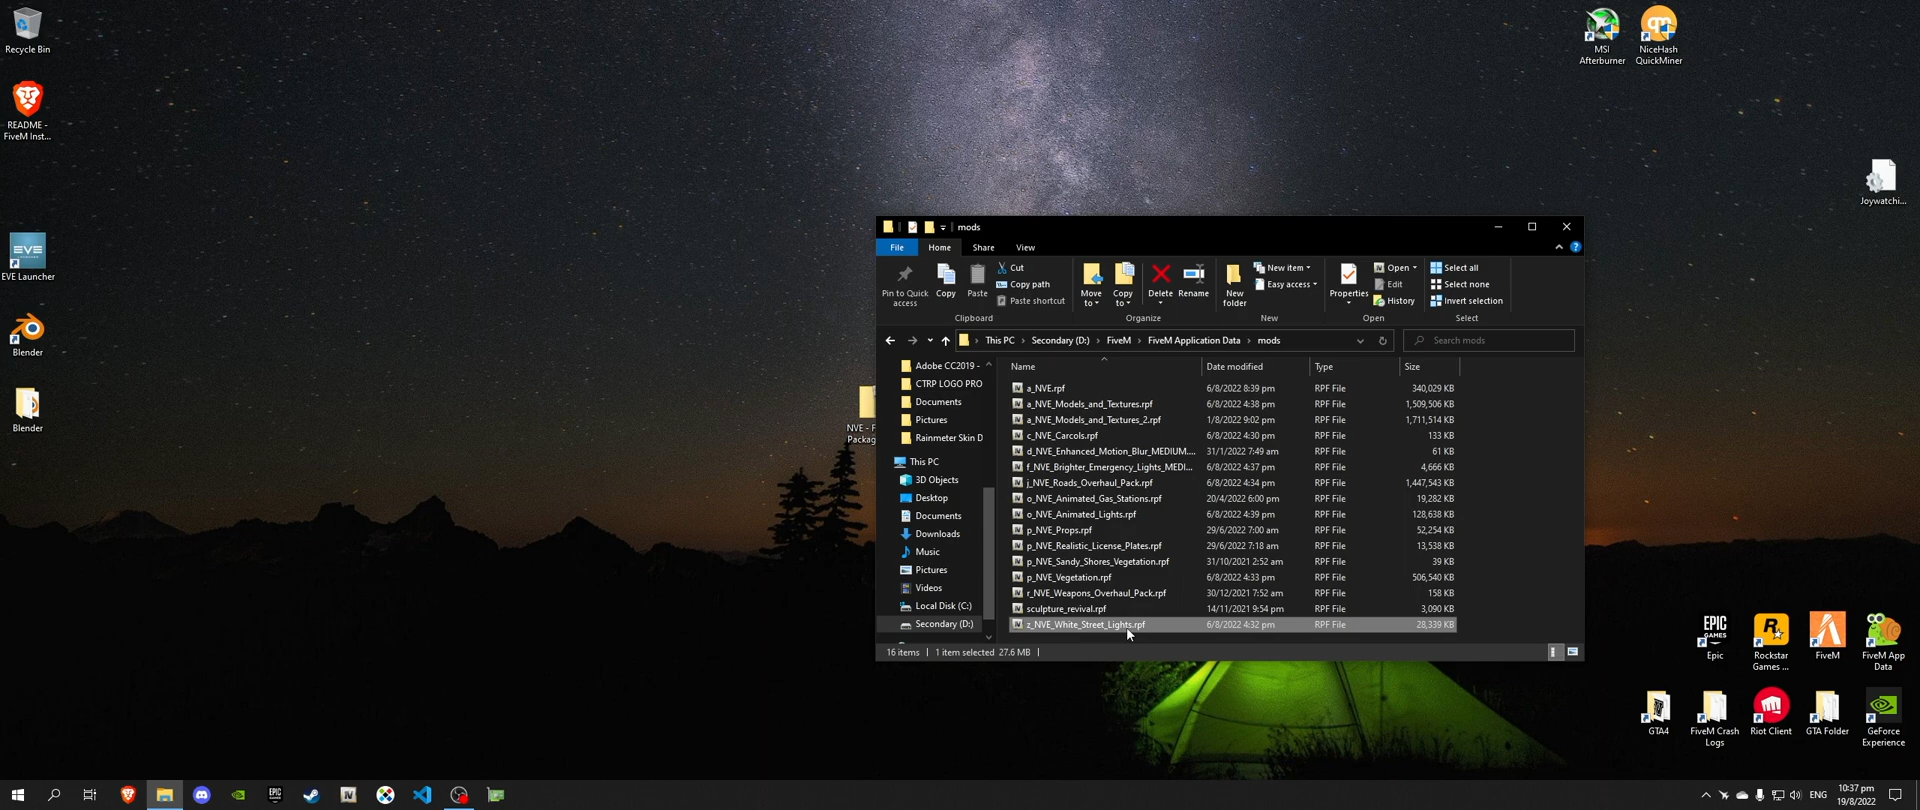 Recycle Bin
README -
FiveM Inst...
EVE
EVE Launcher
Blender
Blender
MSI
Afterburner
NiceHash
QuickMiner
Joywatchi...
NVE - F
Packag
mods
File
Home
Share
View
Pin to Quick
access
Copy
Paste
Cut
Copy path
Paste shortcut
Clipboard
Move
to
Copy
to
Delete
Rename
Organize
New
folder
New item
Easy access
New
Properties
Open
Edit
History
Open
Select all
Select none
Invert selection
Select
This PC
Secondary (D:)
FiveM
FiveM Application Data
mods
Search mods
Adobe CC2019 -
CTRP LOGO PRO
Documents
Pictures
Rainmeter Skin D
This PC
3D Objects
Desktop
Documents
Downloads
Music
Pictures
Videos
Local Disk (C:)
Secondary (D:)
Name Date modified Type Size
a_NVE.rpf 6/8/2022 8:39 pm RPF File 340,029 KB
a_NVE_Models_and_Textures.rpf 6/8/2022 4:38 pm RPF File 1,509,506 KB
a_NVE_Models_and_Textures_2.rpf 1/8/2022 9:02 pm RPF File 1,711,514 KB
c_NVE_Carcols.rpf 6/8/2022 4:30 pm RPF File 133 KB
d_NVE_Enhanced_Motion_Blur_MEDIUM.... 31/1/2022 7:49 am RPF File 61 KB
f_NVE_Brighter_Emergency_Lights_MEDI... 6/8/2022 4:37 pm RPF File 4,666 KB
j_NVE_Roads_Overhaul_Pack.rpf 6/8/2022 4:34 pm RPF File 1,447,543 KB
o_NVE_Animated_Gas_Stations.rpf 20/4/2022 6:00 pm RPF File 19,282 KB
o_NVE_Animated_Lights.rpf 6/8/2022 4:39 pm RPF File 128,638 KB
p_NVE_Props.rpf 29/6/2022 7:00 am RPF File 52,254 KB
p_NVE_Realistic_License_Plates.rpf 29/6/2022 7:18 am RPF File 13,538 KB
p_NVE_Sandy_Shores_Vegetation.rpf 31/10/2021 2:52 am RPF File 39 KB
p_NVE_Vegetation.rpf 6/8/2022 4:33 pm RPF File 506,540 KB
r_NVE_Weapons_Overhaul_Pack.rpf 30/12/2021 7:52 am RPF File 158 KB
sculpture_revival.rpf 14/11/2021 9:54 pm RPF File 3,090 KB
z_NVE_White_Street_Lights.rpf 6/8/2022 4:32 pm RPF File 28,339 KB
16 items 1 item selected 27.6 MB
EPIC
GAMES
Epic
Rockstar
Games ...
FiveM
FiveM App
Data
GTA4
FiveM Crash
Logs
Riot Client
GTA Folder
GeForce
Experience
ENG
10:37 pm
19/8/2022